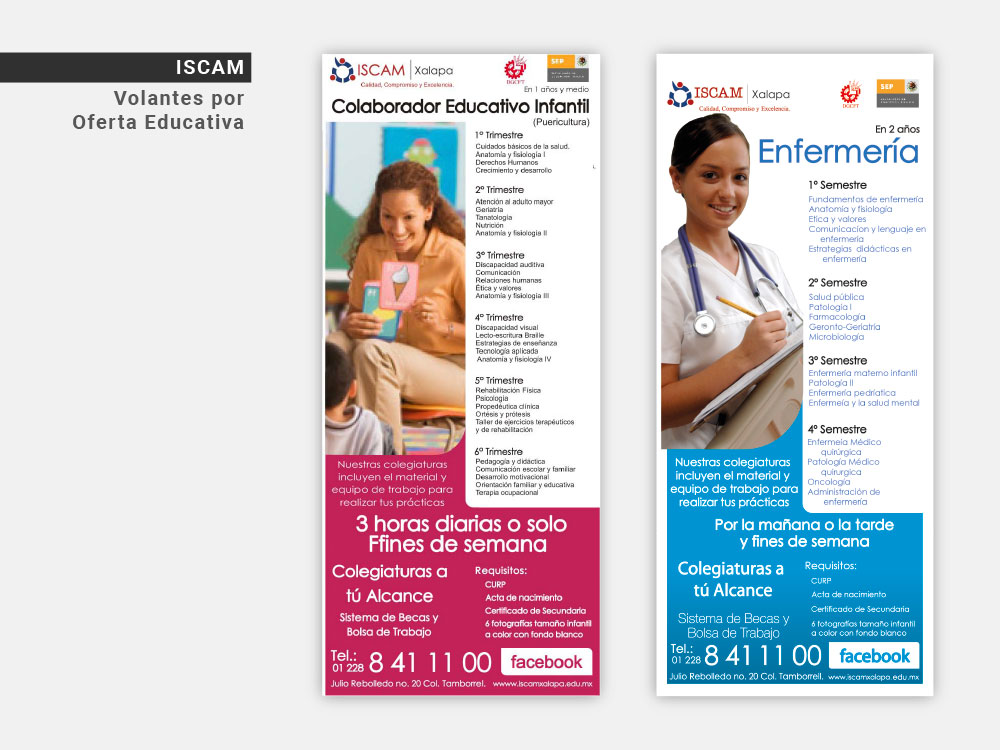 ISCAM
Volantes por
Oferta Educativa
ISCAM Xalapa
Calidad, Compromiso y Excelencia.
DGCFT
SEP
En 1 años y medio
Colaborador Educativo Infantil
(Puericultura)
1º Trimestre
Cuidados básicos de la salud.
Anatomía y fisiología I
Derechos Humanos
Crecimiento y desarrollo
2º Trimestre
Atención al adulto mayor
Geriatria
Tanatología
Nutrición
Anatomía y fisiología II
3º Trimestre
Discapacidad auditiva
Comunicación
Relaciones humanas
Ética y valores
Anatomía y fisiología III
4º Trimestre
Discapacidad visual
Lecto-escritura Braille
Estrategias de enseñanza
Tecnología aplicada
Anatomía y fisiología IV
5º Trimestre
Rehabilitación Física
Psicología
Propedéutica clínica
Ortésis y prótesis
Taller de ejercicios terapéuticos
y de rehabilitación
6º Trimestre
Pedagogía y didáctica
Comunicación escolar y familiar
Desarrollo motivacional
Orientación familiar y educativa
Terapia ocupacional
Nuestras colegiaturas
incluyen el material y
equipo de trabajo para
realizar tus prácticas
3 horas diarias o solo
Ffines de semana
Colegiaturas a
tú Alcance
Sistema de Becas y
Bolsa de Trabajo
Requisitos:
CURP
Acta de nacimiento
Certificado de Secundaria
6 fotografías tamaño infantil
a color con fondo blanco
Tel.:
01 228 8 41 11 00
facebook
Julio Rebolledo no. 20 Col. Tamborrel. www.iscamxalapa.edu.mx
ISCAM Xalapa
Calidad, Compromiso y Excelencia.
DGCFT
SEP
En 2 años
Enfermería
1º Semestre
Fundamentos de enfermería
Anatomía y fisiología
Etica y valores
Comunicacion y lenguaje en
enfermería
Estrategias didácticas en
enfermería
2º Semestre
Salud pública
Patología I
Farmacología
Geronto-Geriatria
Microbiología
3º Semestre
Enfermería materno infantil
Patología II
Enfermería pedriatica
Enfermeía y la salud mental
4º Semestre
Enfermeia Médico
quirúrgica
Patología Médico
quirurgica
Oncología
Administración de
enfermería
Nuestras colegiaturas
incluyen el material y
equipo de trabajo para
realizar tus prácticas
Por la mañana o la tarde
y fines de semana
Colegiaturas a
tú Alcance
Sistema de Becas y
Bolsa de Trabajo
Requisitos:
CURP
Acta de nacimiento
Certificado de Secundaria
6 fotografías tamaño infantil
a color con fondo blanco
Tel.:
01 228 8 41 11 00
facebook
Julio Rebolledo no. 20 Col. Tamborrell. www.iscamxalapa.edu.mx